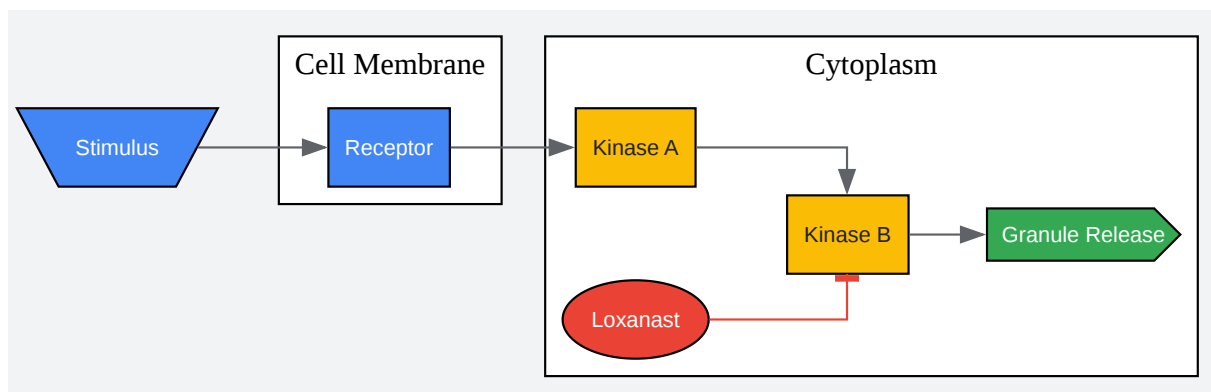 Cell Membrane
Cytoplasm
Stimulus
Receptor
Kinase A
Kinase B
Granule Release
Loxanast